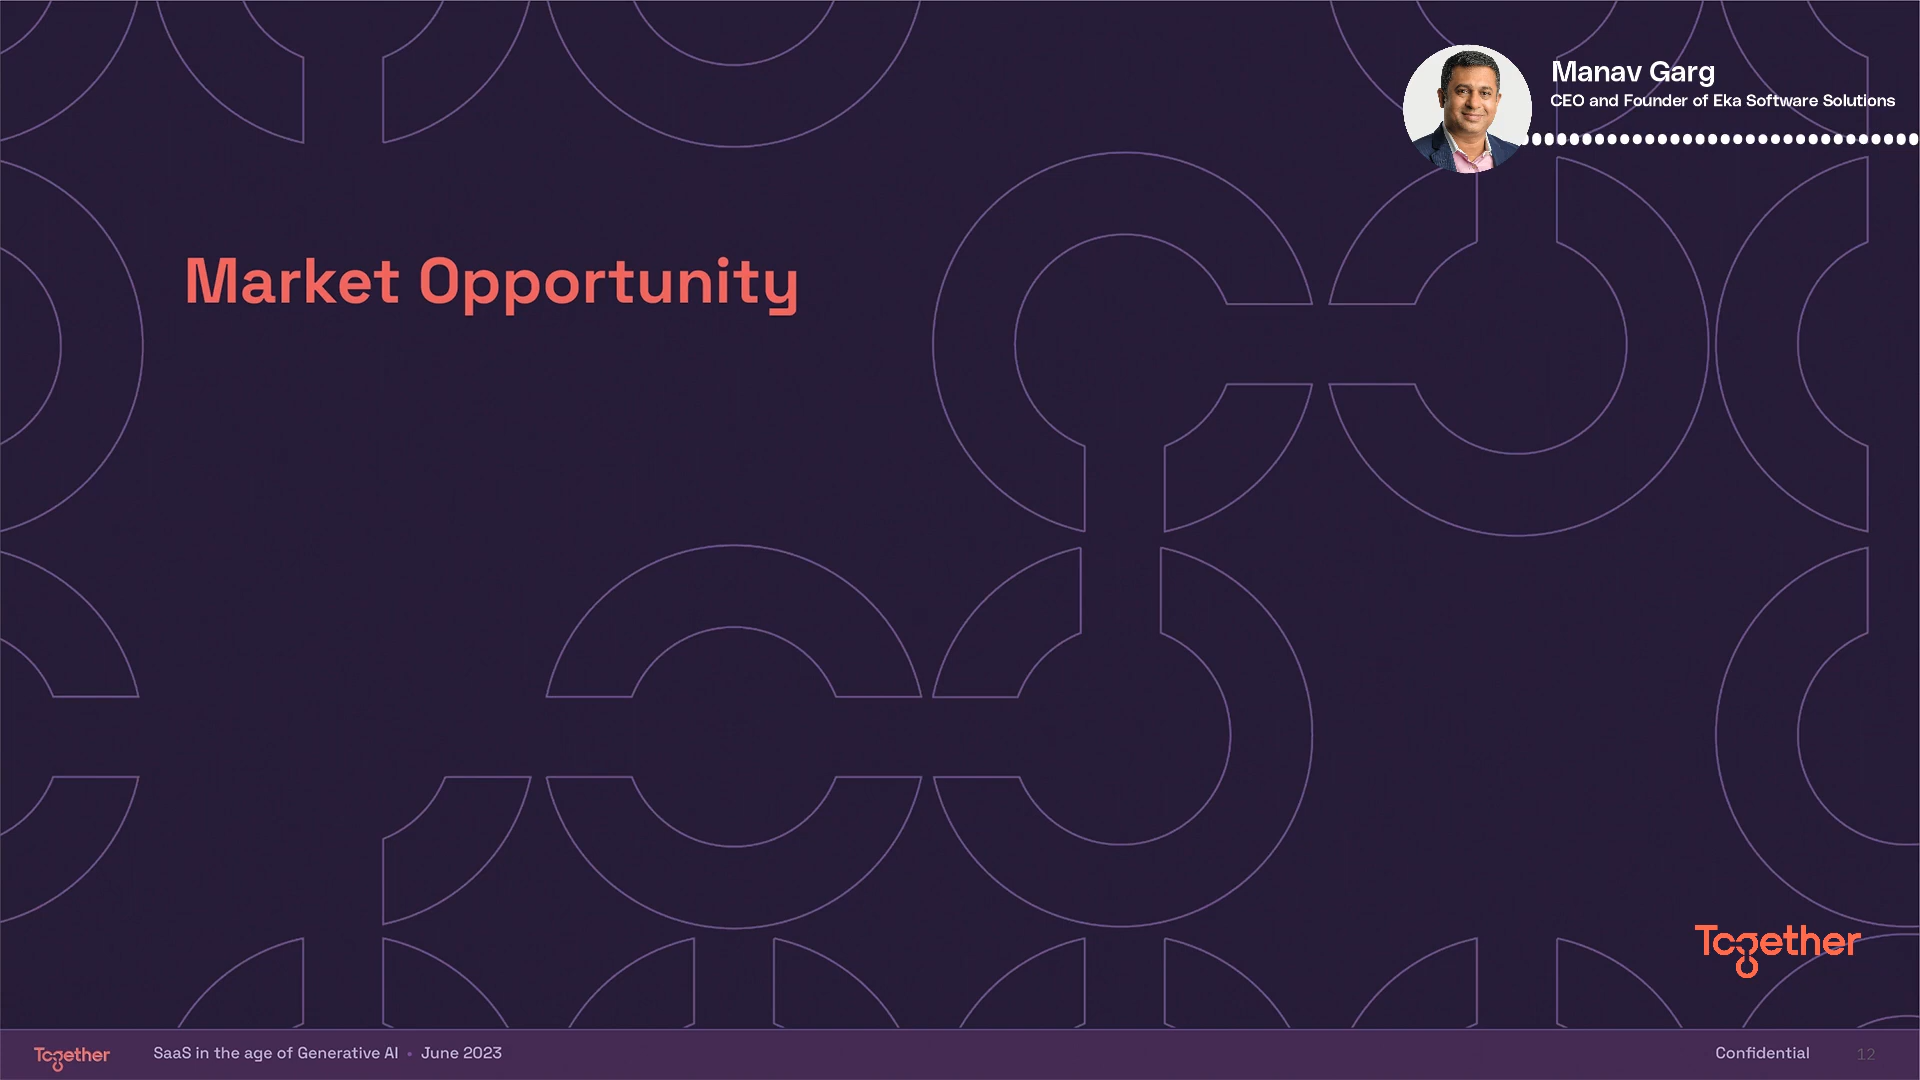 Manav Garg
CEO and Founder of Eka Software Solutions
Market Opportunity
Together
Together
SaaS in the age of Generative AI • June 2023
Confidential
12